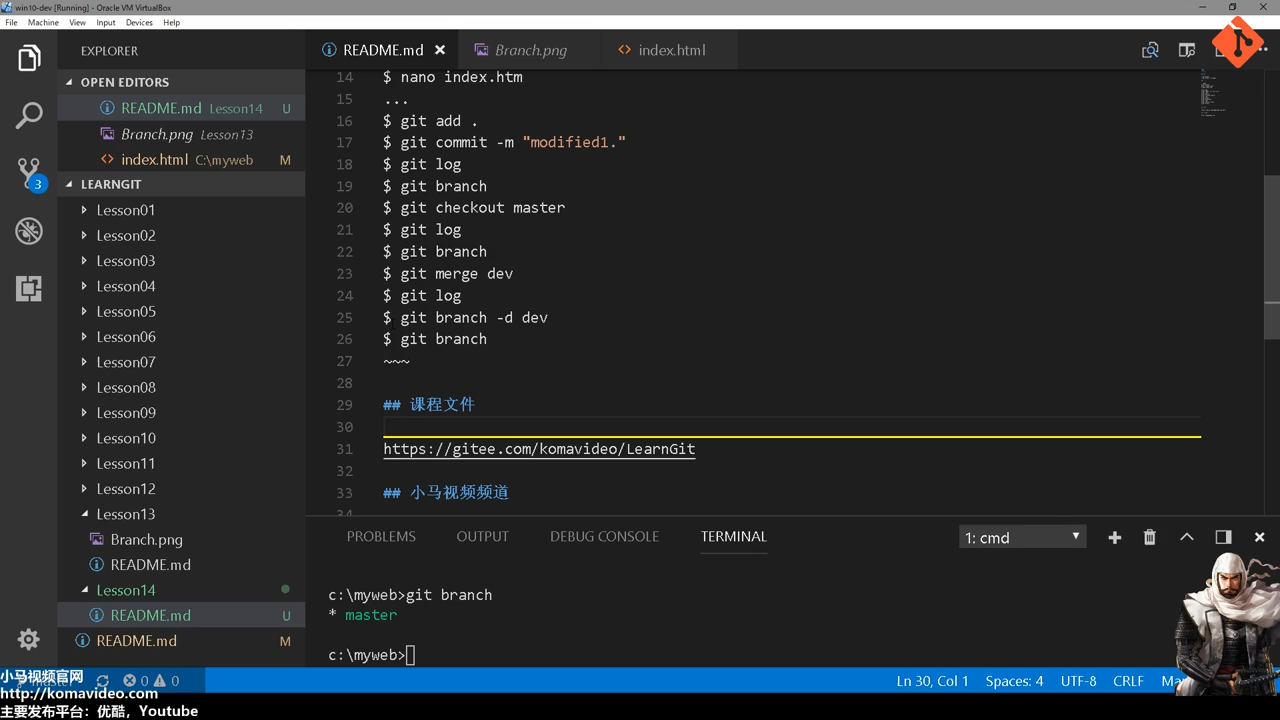 win10-dev [Running] - Oracle VM VirtualBox
File Machine View Input Devices Help
EXPLORER
README.md Branch.png index.html
OPEN EDITORS
README.md Lesson14 U
Branch.png Lesson13
index.html C:\myweb M
LEARNGIT
3
Lesson01
Lesson02
Lesson03
Lesson04
Lesson05
Lesson06
Lesson07
Lesson08
Lesson09
Lesson10
Lesson11
Lesson12
Lesson13
Branch.png
README.md
Lesson14
README.md U
README.md M
14 $ nano index.htm
15 ...
16 $ git add .
17 $ git commit -m "modified1."
18 $ git log
19 $ git branch
20 $ git checkout master
21 $ git log
22 $ git branch
23 $ git merge dev
24 $ git log
25 $ git branch -d dev
26 $ git branch
27 ~~~
28
29 ## 课程文件
30
31 https://gitee.com/komavideo/LearnGit
32
33 ## 小马视频频道
34
PROBLEMS OUTPUT DEBUG CONSOLE TERMINAL 1: cmd
c:\myweb>git branch
* master
c:\myweb>
0 0 Ln 30, Col 1 Spaces: 4 UTF-8 CRLF
小马视频官网
http://komavideo.com
主要发布平台: 优酷, Youtube